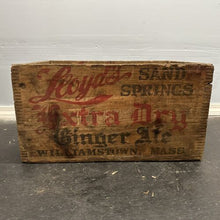 Lloyd's SAND
SPRINGS
Extra Dry
Ginger Ale
WILLIAMSTOWN, MASS.